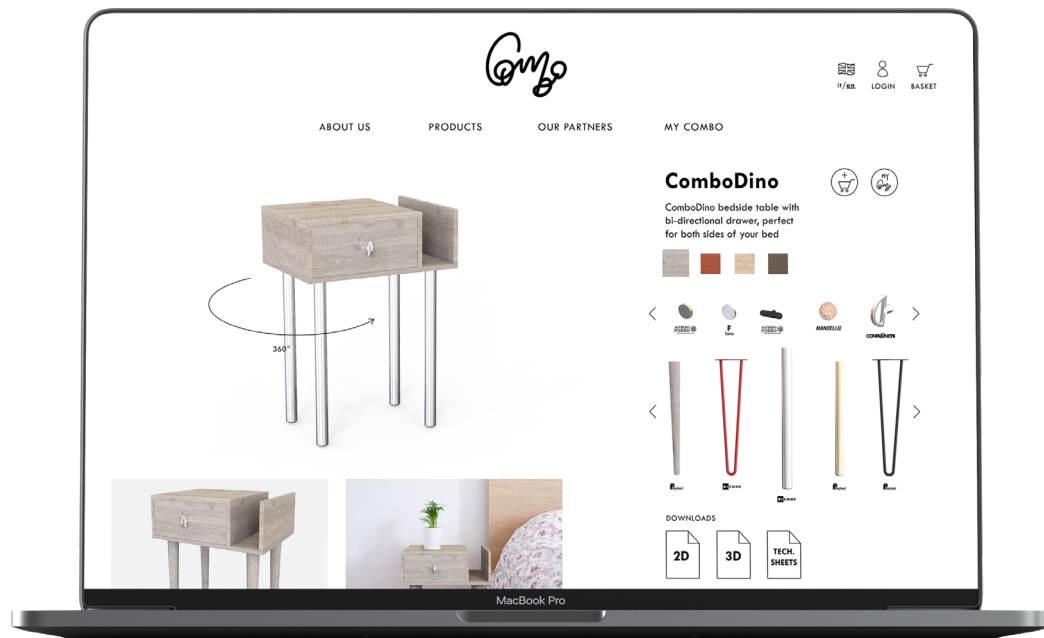 Combo
it/en
LOGIN
BASKET
ABOUT US
PRODUCTS
OUR PARTNERS
MY COMBO
ComboDino
MY
ComboDino bedside table with
bi-directional drawer, perfect
for both sides of your bed
360°
MANDELLI
DOWNLOADS
2D
3D
TECH.
SHEETS
MacBook Pro